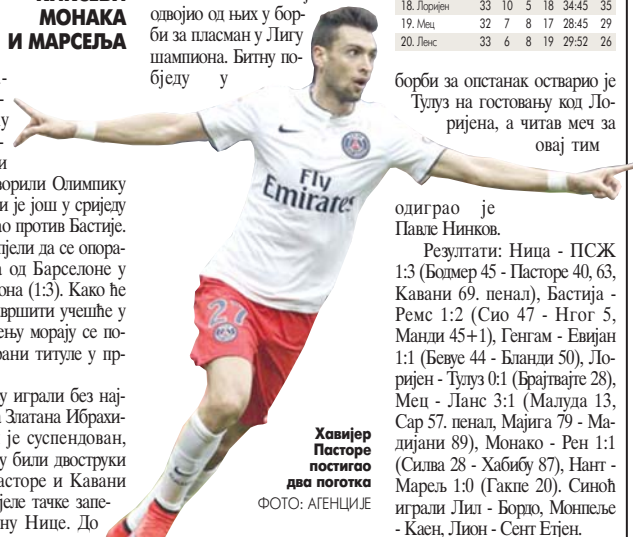 МОНАКА
И МАРСЕЉА
ворили Олимпику
и је још у сриједу
о против Бастије.
пјели да се опора-
од Барселоне у
она (1:3). Како ће
вршити учешће у
ењу морају се по-
рани титуле у пр-
у играли без нај-
Златана Ибрахи-
је суспендован,
у били двоструки
асторе и Кавани
јеле тачке запе-
ну Нице. До
одвојио од њих у бор-
би за пласман у Лигу
шампиона. Битну по-
бједу у
Fly
Emirates
27
Хавијер
Пасторе
постигао
два поготка
ФОТО: АГЕНЦИЈЕ
18. Лоријен 33 10 5 18 34:45 35
19. Мец 32 7 8 17 28:45 29
20. Ленс 33 6 8 19 29:52 26
борби за опстанак остварио је
Тулуз на гостовању код Ло-
ријена, а читав меч за
овај тим
одиграо је
Павле Нинков.
Резултати: Ница - ПСЖ
1:3 (Бодмер 45 - Пасторе 40, 63,
Кавани 69. пенал), Бастија -
Ремс 1:2 (Сио 47 - Нгог 5,
Манди 45+1), Генгам - Евијан
1:1 (Бевуе 44 - Бланди 50), Ло-
ријен - Тулуз 0:1 (Брајтвајте 28),
Мец - Ланс 3:1 (Малуда 13,
Сар 57. пенал, Мајига 79 - Ма-
дијани 89), Монако - Рен 1:1
(Силва 28 - Хабибу 87), Нант -
Марељ 1:0 (Гакпе 20). Синоћ
играли Лил - Бордо, Монпеље
- Каен, Лион - Сент Етјен.